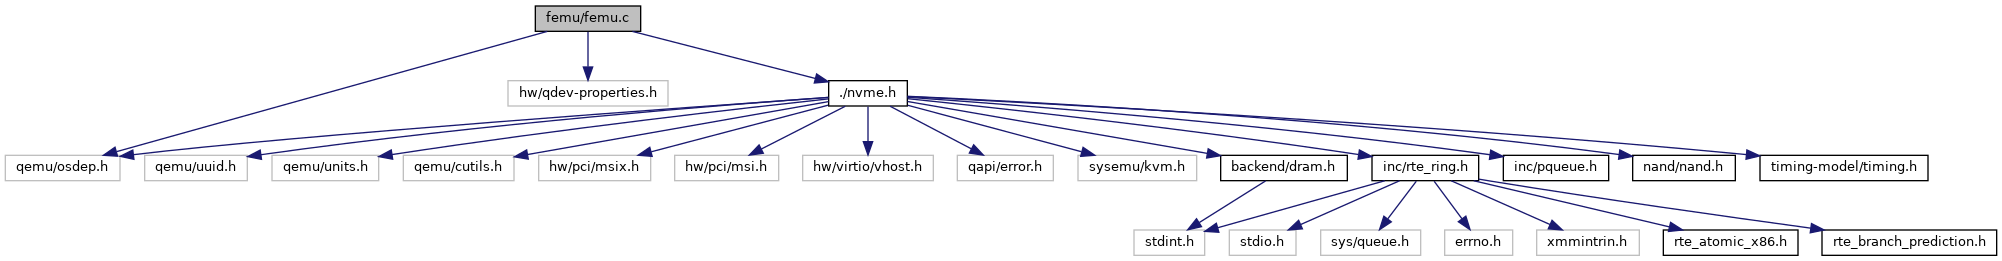 femu/femu.c
hw/qdev-properties.h
./nvme.h
qemu/osdep.h
qemu/uuid.h
qemu/units.h
qemu/cutils.h
hw/pci/msix.h
hw/pci/msi.h
hw/virtio/vhost.h
qapi/error.h
sysemu/kvm.h
backend/dram.h
inc/rte_ring.h
inc/pqueue.h
nand/nand.h
timing-model/timing.h
stdint.h
stdio.h
sys/queue.h
errno.h
xmmintrin.h
rte_atomic_x86.h
rte_branch_prediction.h